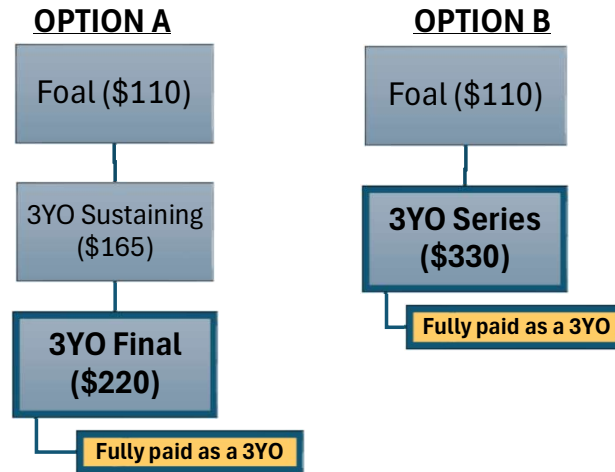 OPTION A
Foal ($110)
3YO Sustaining
($165)
3YO Final
($220)
Fully paid as a 3YO
OPTION B
Foal ($110)
3YO Series
($330)
Fully paid as a 3YO